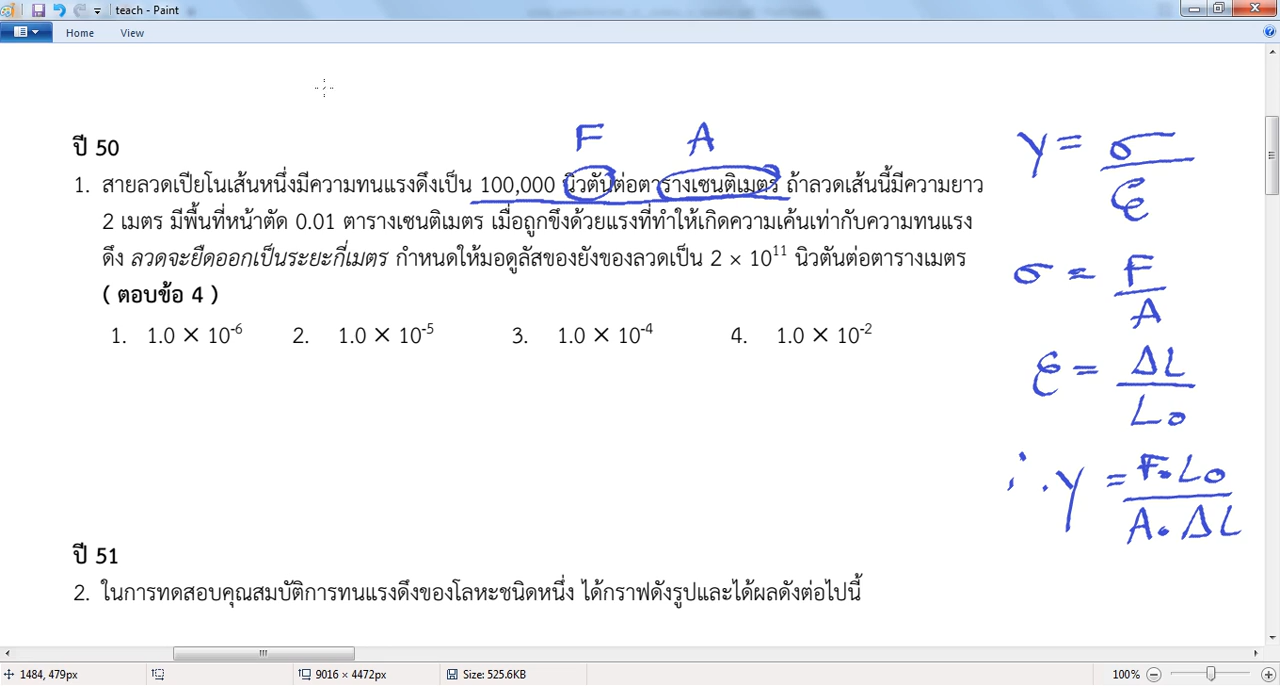 teach - Paint
Home View
F A
ปี 50
1. สายลวดเปียโนเส้นหนึ่งมีความทนแรงดึงเป็น 100,000 นิวตันต่อตารางเซนติเมตร ถ้าลวดเส้นนี้มีความยาว
2 เมตร มีพื้นที่หน้าตัด 0.01 ตารางเซนติเมตร เมื่อถูกขึงด้วยแรงที่ทำให้เกิดความเค้นเท่ากับความทนแรง
ดึง ลวดจะยืดออกเป็นระยะกี่เมตร กำหนดให้มอดูลัสของยังของลวดเป็น 2 × 10¹¹ นิวตันต่อตารางเมตร
( ตอบข้อ 4 )
1. 1.0 × 10⁻⁶ 2. 1.0 × 10⁻⁵ 3. 1.0 × 10⁻⁴ 4. 1.0 × 10⁻²
Y = σ / ε
σ = F / A
ε = ΔL / L0
∴ Y = F·L0 / A·ΔL
ปี 51
2. ในการทดสอบคุณสมบัติการทนแรงดึงของโลหะชนิดหนึ่ง ได้กราฟดังรูปและได้ผลดังต่อไปนี้
1484, 479px 9016 × 4472px Size: 525.6KB 100%